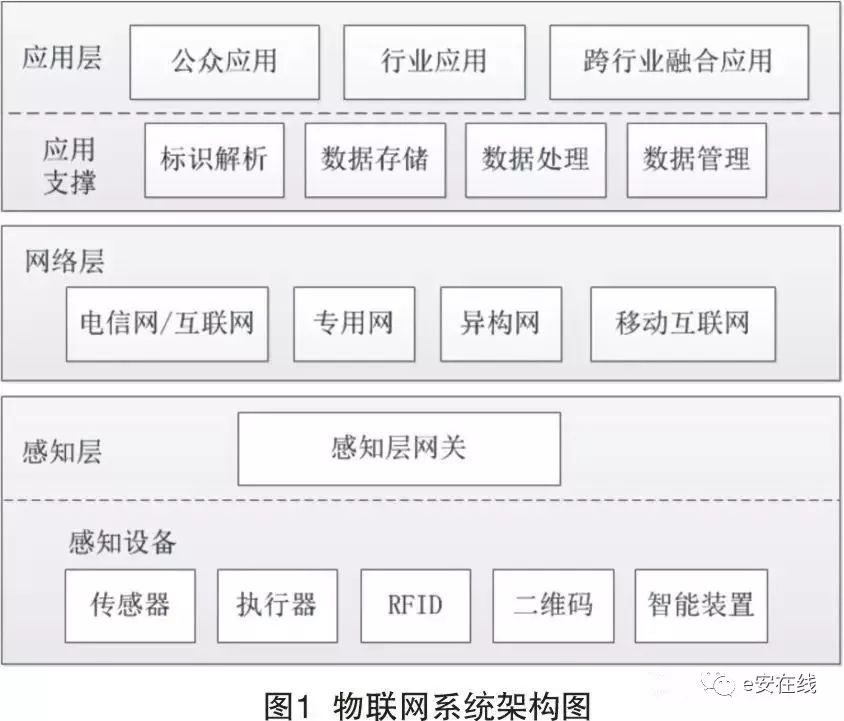 应用层 公众应用 行业应用 跨行业融合应用
应用支撑 标识解析 数据存储 数据处理 数据管理
网络层
电信网/互联网 专用网 异构网 移动互联网
感知层 感知层网关
感知设备
传感器 执行器 RFID 二维码 智能装置
e安在线
图1 物联网系统架构图